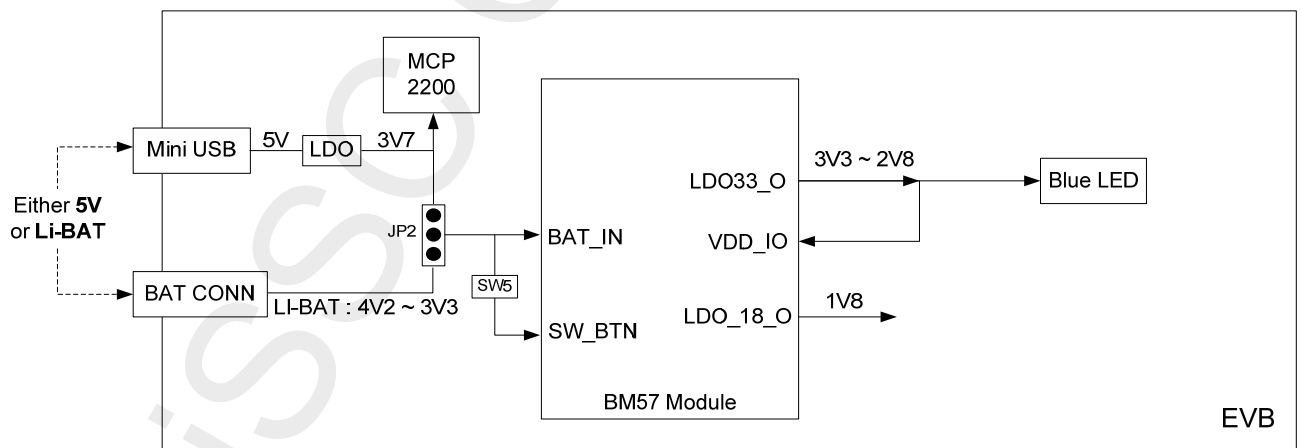 MCP
2200
Mini USB
5V
LDO
3V7
Either 5V
or Li-BAT
JP2
BAT CONN
LI-BAT : 4V2 ~ 3V3
SW5
BAT_IN
SW_BTN
LDO33_O
VDD_IO
LDO_18_O
BM57 Module
3V3 ~ 2V8
Blue LED
1V8
EVB